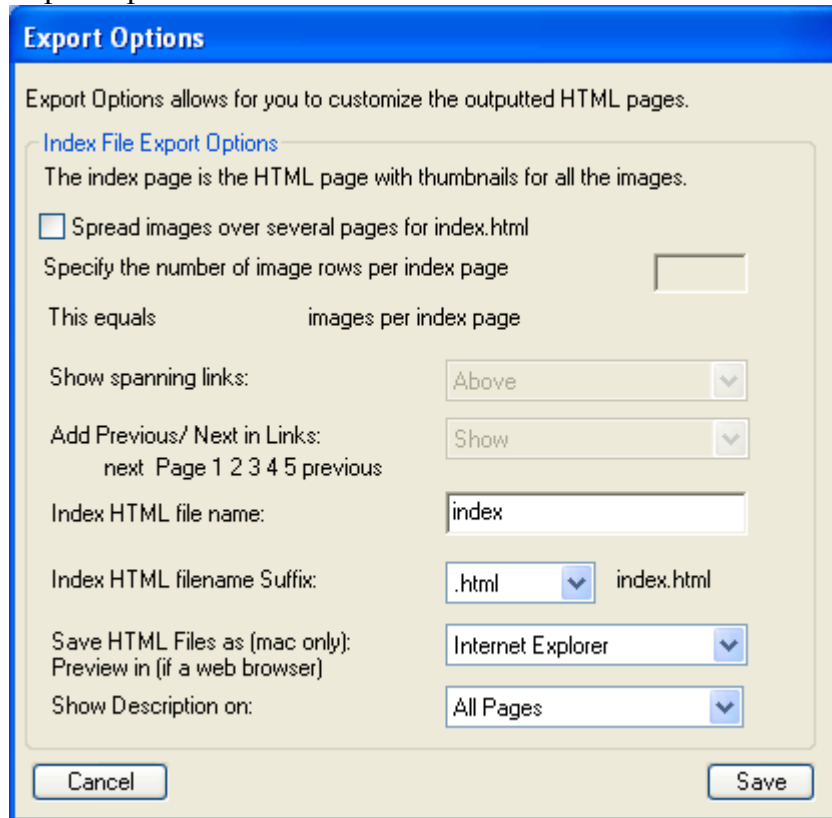 Export Options
Export Options allows for you to customize the outputted HTML pages.
Index File Export Options
The index page is the HTML page with thumbnails for all the images.
Spread images over several pages for index.html
Specify the number of image rows per index page
This equals images per index page
Show spanning links: Above
Add Previous/ Next in Links: Show
next Page 1 2 3 4 5 previous
Index HTML file name: index
Index HTML filename Suffix: .html index.html
Save HTML Files as (mac only): Internet Explorer
Preview in (if a web browser)
Show Description on: All Pages
Cancel Save